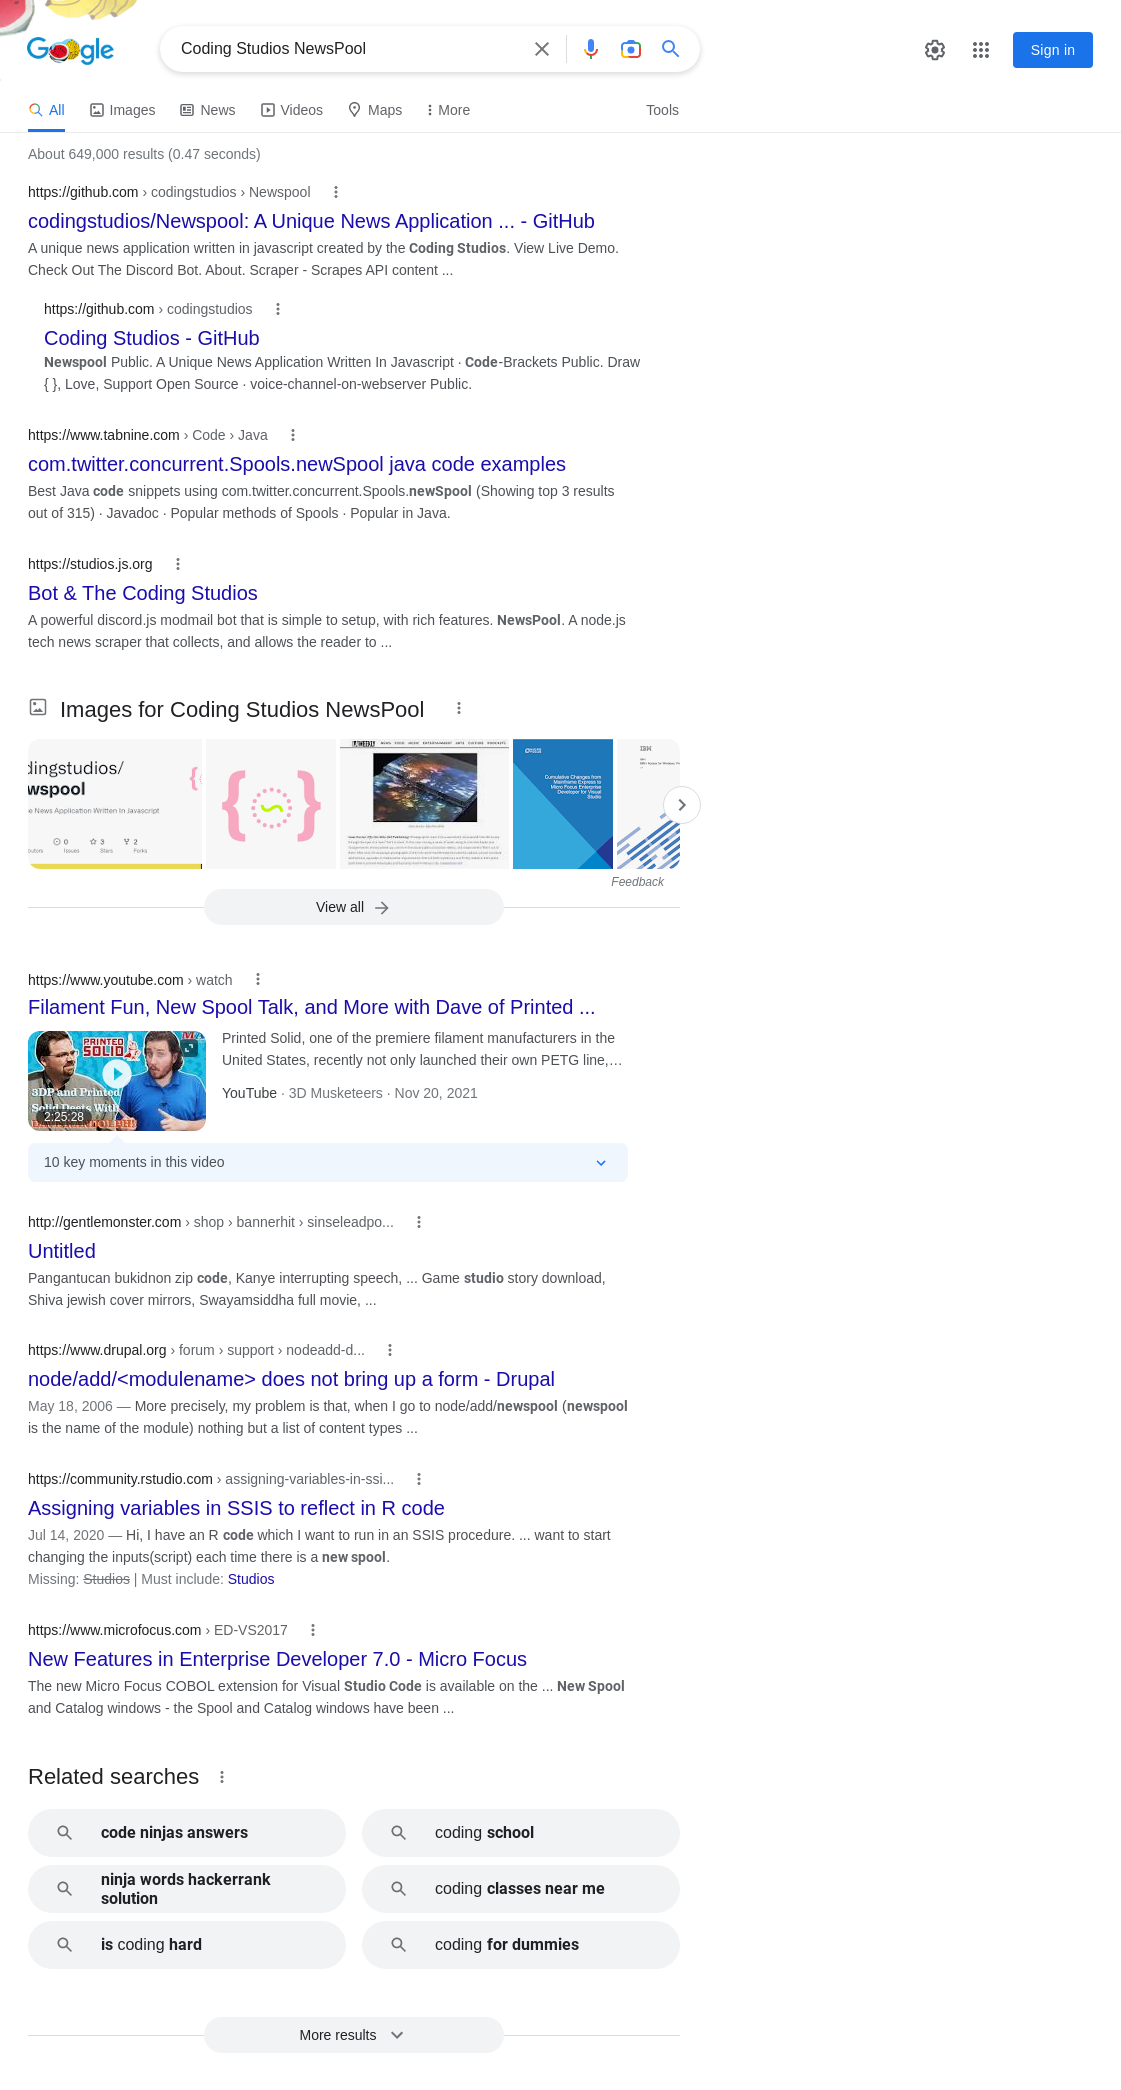 Google
Coding Studios NewsPool
Sign in
All Images News Videos Maps More Tools
About 649,000 results (0.47 seconds)
https://github.com › codingstudios › Newspool
codingstudios/Newspool: A Unique News Application ... - GitHub
A unique news application written in javascript created by the Coding Studios. View Live Demo.
Check Out The Discord Bot. About. Scraper - Scrapes API content ...
https://github.com › codingstudios
Coding Studios - GitHub
Newspool Public. A Unique News Application Written In Javascript · Code-Brackets Public. Draw
{ }, Love, Support Open Source · voice-channel-on-webserver Public.
https://www.tabnine.com › Code › Java
com.twitter.concurrent.Spools.newSpool java code examples
Best Java code snippets using com.twitter.concurrent.Spools.newSpool (Showing top 3 results
out of 315) · Javadoc · Popular methods of Spools · Popular in Java.
https://studios.js.org
Bot & The Coding Studios
A powerful discord.js modmail bot that is simple to setup, with rich features. NewsPool. A node.js
tech news scraper that collects, and allows the reader to ...
Images for Coding Studios NewsPool
dingstudios/
wspool
e News Application Written In Javascript
0 3 2
Issues Stars Forks
Cumulative Changes from
Mainframe Express to
Micro Focus Enterprise
Developer for Visual
Studio
IBM
Feedback
View all
https://www.youtube.com › watch
Filament Fun, New Spool Talk, and More with Dave of Printed ...
PRINTED
SOLID
3DP and Printed
Solid Deets With
2:25:28
Printed Solid, one of the premiere filament manufacturers in the
United States, recently not only launched their own PETG line,…
YouTube · 3D Musketeers · Nov 20, 2021
10 key moments in this video
http://gentlemonster.com › shop › bannerhit › sinseleadpo...
Untitled
Pangantucan bukidnon zip code, Kanye interrupting speech, ... Game studio story download,
Shiva jewish cover mirrors, Swayamsiddha full movie, ...
https://www.drupal.org › forum › support › nodeadd-d...
node/add/<modulename> does not bring up a form - Drupal
May 18, 2006 — More precisely, my problem is that, when I go to node/add/newspool (newspool
is the name of the module) nothing but a list of content types ...
https://community.rstudio.com › assigning-variables-in-ssi...
Assigning variables in SSIS to reflect in R code
Jul 14, 2020 — Hi, I have an R code which I want to run in an SSIS procedure. ... want to start
changing the inputs(script) each time there is a new spool.
Missing: Studios | Must include: Studios
https://www.microfocus.com › ED-VS2017
New Features in Enterprise Developer 7.0 - Micro Focus
The new Micro Focus COBOL extension for Visual Studio Code is available on the ... New Spool
and Catalog windows - the Spool and Catalog windows have been ...
Related searches
code ninjas answers
coding school
ninja words hackerrank
solution
coding classes near me
is coding hard
coding for dummies
More results